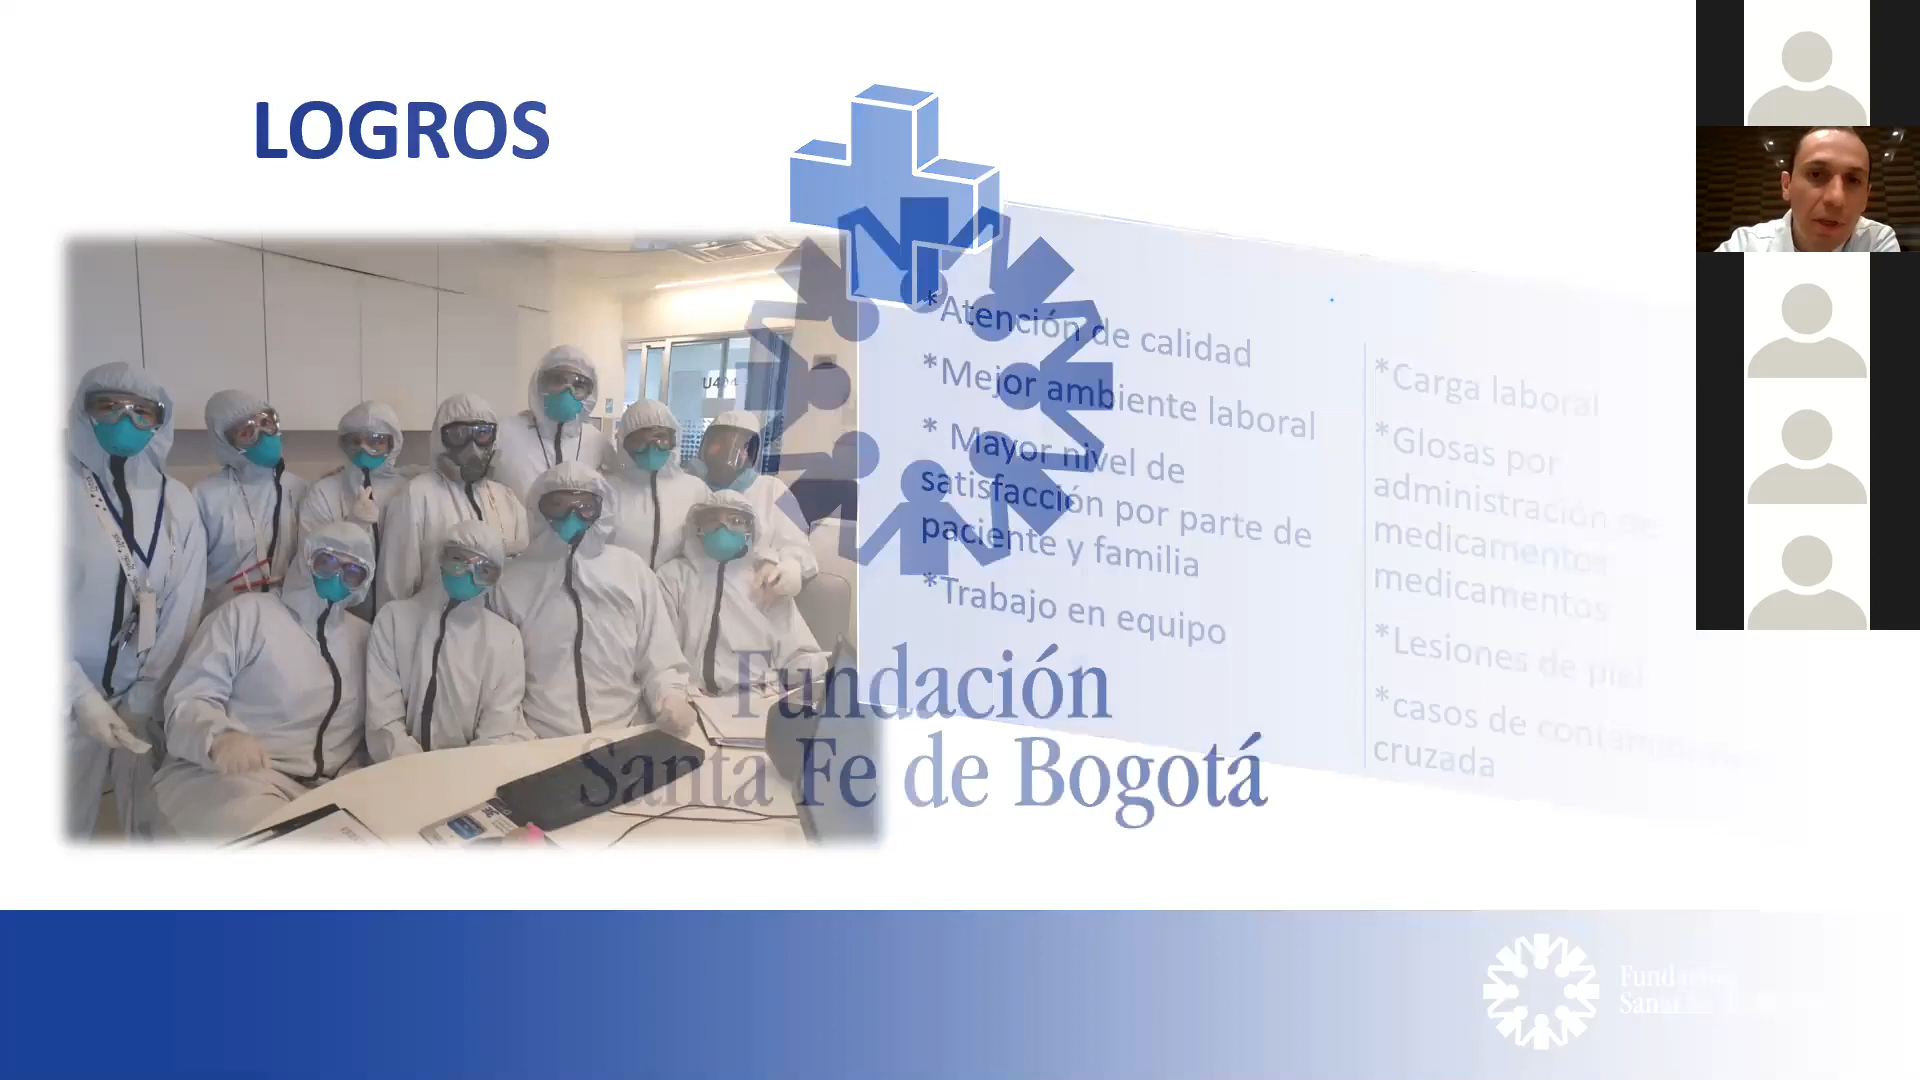 LOGROS
U404
*Atención de calidad
*Mejor ambiente laboral
* Mayor nivel de
satisfacción por parte de
paciente y familia
*Trabajo en equipo
*Carga laboral
*Glosas por
administración de
medicamentos
medicamentos
*Lesiones de piel
*casos de
cruzada
Fundación
Santa Fe de Bogotá